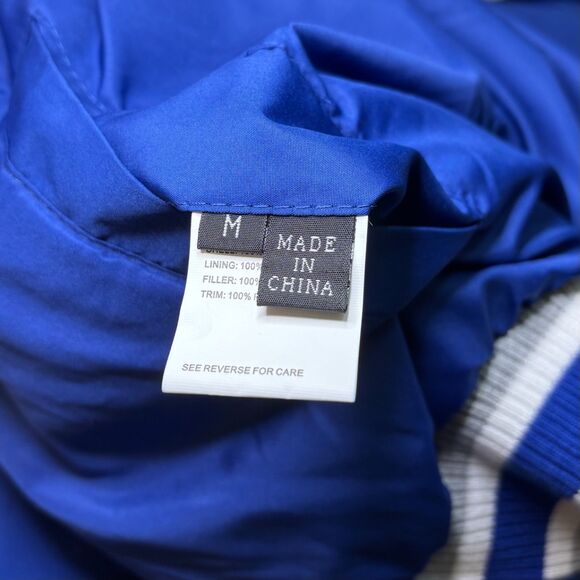 M
MADE
IN
CHINA
LINING: 100%
FILLER: 100%
TRIM: 100%
SEE REVERSE FOR CARE